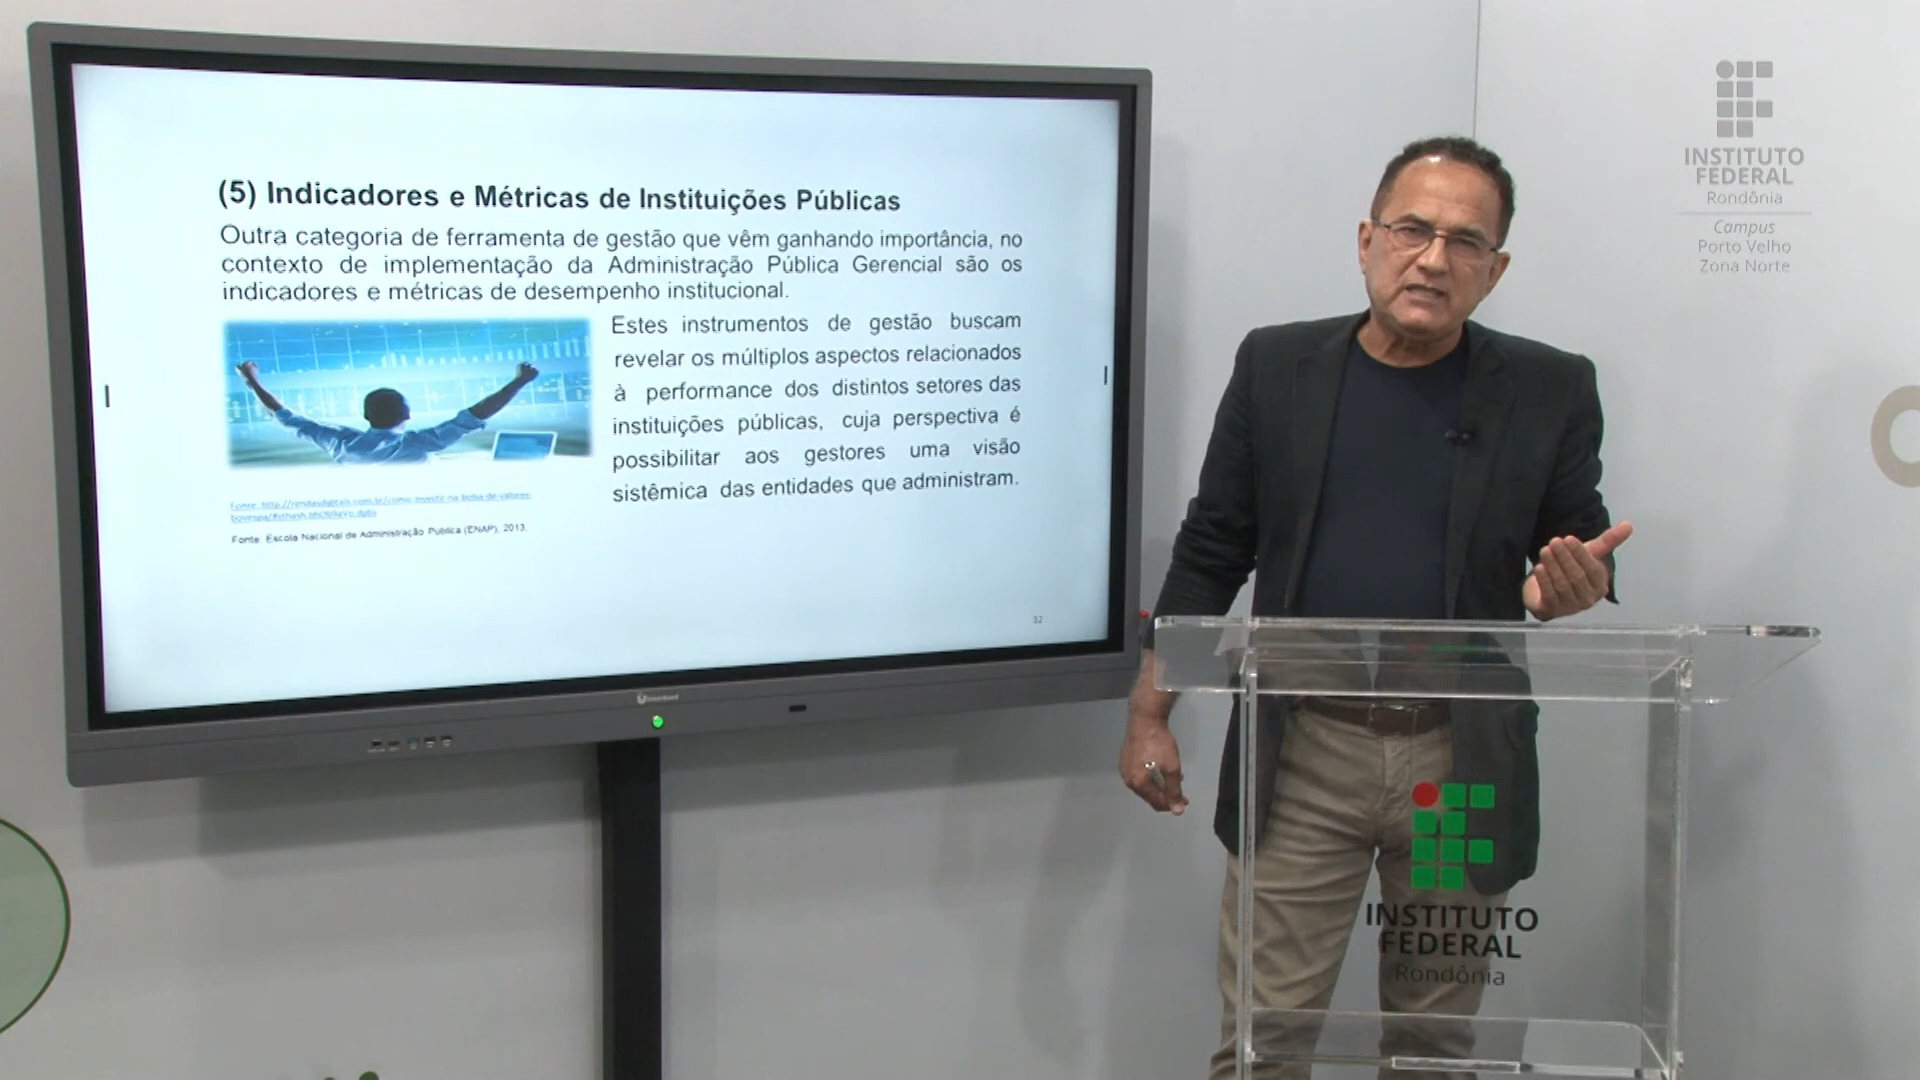 (5) Indicadores e Métricas de Instituições Públicas
Outra categoria de ferramenta de gestão que vêm ganhando importância, no
contexto de implementação da Administração Pública Gerencial são os
indicadores e métricas de desempenho institucional.
Estes instrumentos de gestão buscam
revelar os múltiplos aspectos relacionados
à performance dos distintos setores das
instituições públicas, cuja perspectiva é
possibilitar aos gestores uma visão
sistêmica das entidades que administram.
Fonte: Escola Nacional de Administração Pública (ENAP), 2013.
12
INSTITUTO
FEDERAL
Rondônia
Campus
Porto Velho
Zona Norte
INSTITUTO
FEDERAL
Rondônia